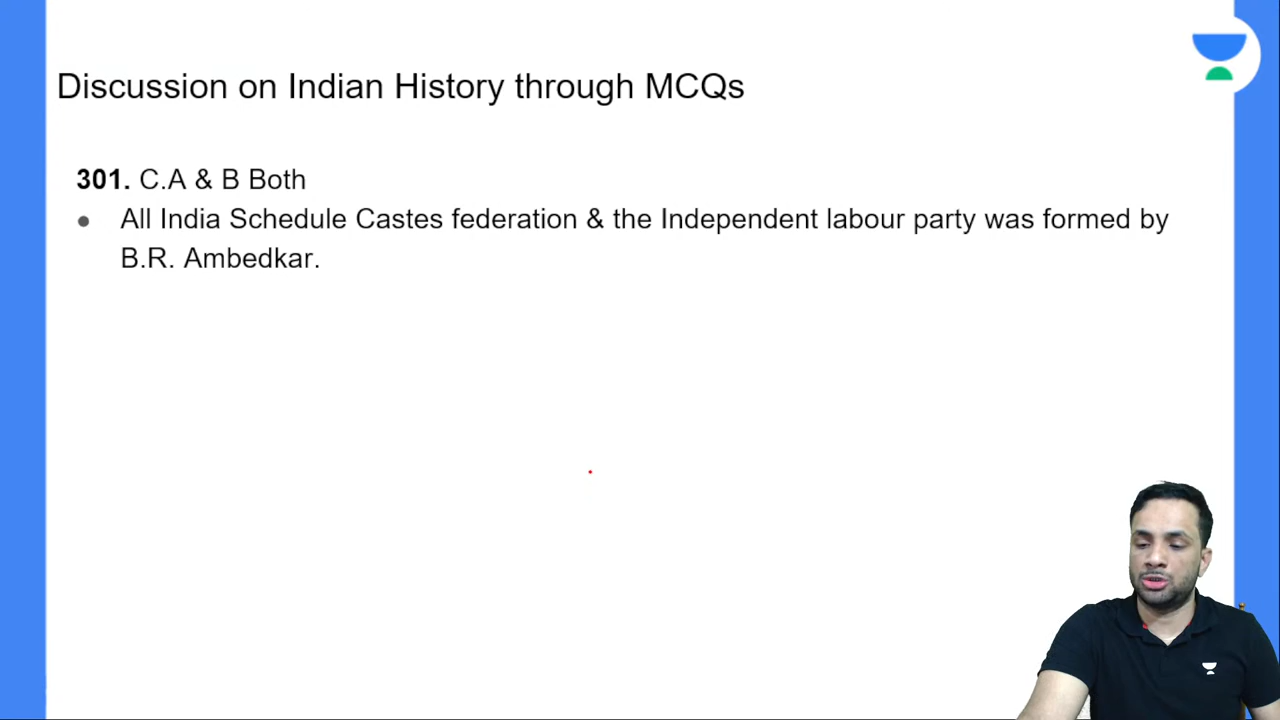 Discussion on Indian History through MCQs
301. C.A & B Both
● All India Schedule Castes federation & the Independent labour party was formed by
B.R. Ambedkar.